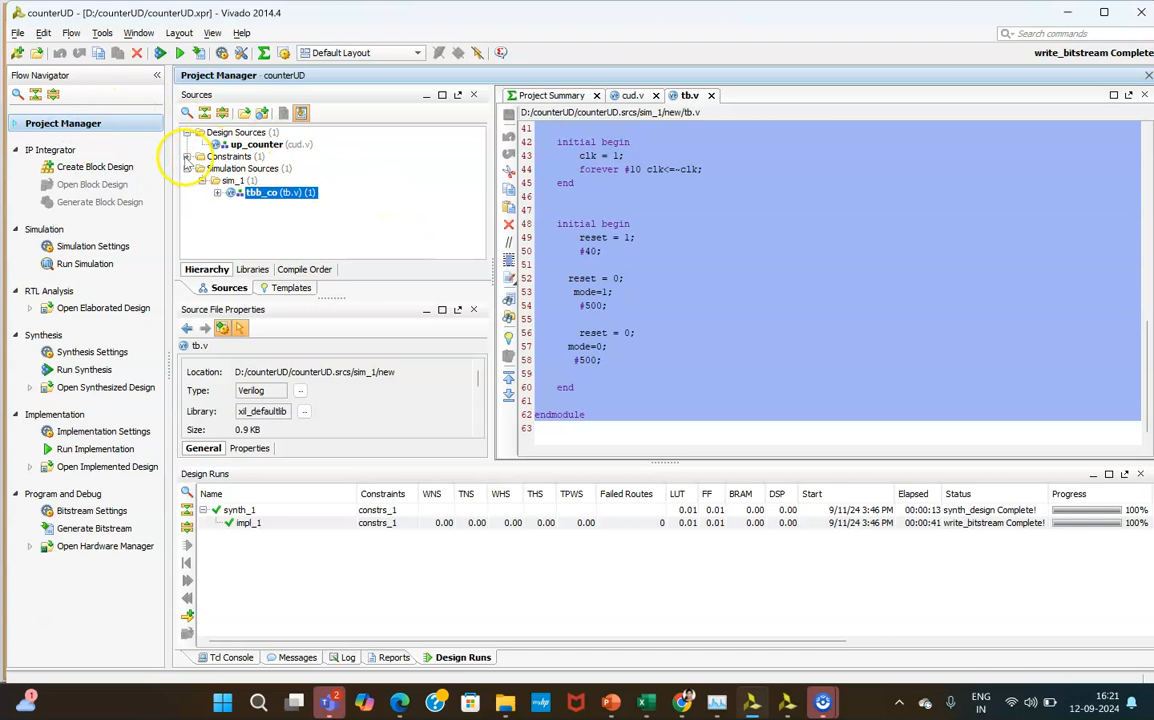 counterUD - [D:/counterUD/counterUD.xpr] - Vivado 2014.4
File Edit Flow Tools Window Layout View Help
Search commands
Default Layout
write_bitstream Complete
Flow Navigator
Project Manager
IP Integrator
Create Block Design
Open Block Design
Generate Block Design
Simulation
Simulation Settings
Run Simulation
RTL Analysis
Open Elaborated Design
Synthesis
Synthesis Settings
Run Synthesis
Open Synthesized Design
Implementation
Implementation Settings
Run Implementation
Open Implemented Design
Program and Debug
Bitstream Settings
Generate Bitstream
Open Hardware Manager
Project Manager - counterUD
Sources
Design Sources (1)
up_counter (cud.v)
Constraints (1)
Simulation Sources (1)
sim_1 (1)
tbb_co (tb.v) (1)
Hierarchy Libraries Compile Order
Sources Templates
Source File Properties
tb.v
Location: D:/counterUD/counterUD.srcs/sim_1/new
Type: Verilog
Library: xil_defaultlib
Size: 0.9 KB
General Properties
Project Summary cud.v tb.v
D:/counterUD/counterUD.srcs/sim_1/new/tb.v
41
42 initial begin
43 clk = 1;
44 forever #10 clk<=~clk;
45 end
46
47
48 initial begin
49 reset = 1;
50 #40;
51
52 reset = 0;
53 mode=1;
54 #500;
55
56 reset = 0;
57 mode=0;
58 #500;
59
60 end
61
62 endmodule
63
Design Runs
Name Constraints WNS TNS WHS THS TPWS Failed Routes LUT FF BRAM DSP Start Elapsed Status Progress
synth_1 constrs_1 0.01 0.01 0.00 0.00 9/11/24 3:46 PM 00:00:13 synth_design Complete! 100%
impl_1 constrs_1 0.00 0.00 0.00 0.00 0.00 0 0.01 0.01 0.00 0.00 9/11/24 3:46 PM 00:00:41 write_bitstream Complete! 100%
Tcl Console Messages Log Reports Design Runs
1
2
ENG
IN
16:21
12-09-2024